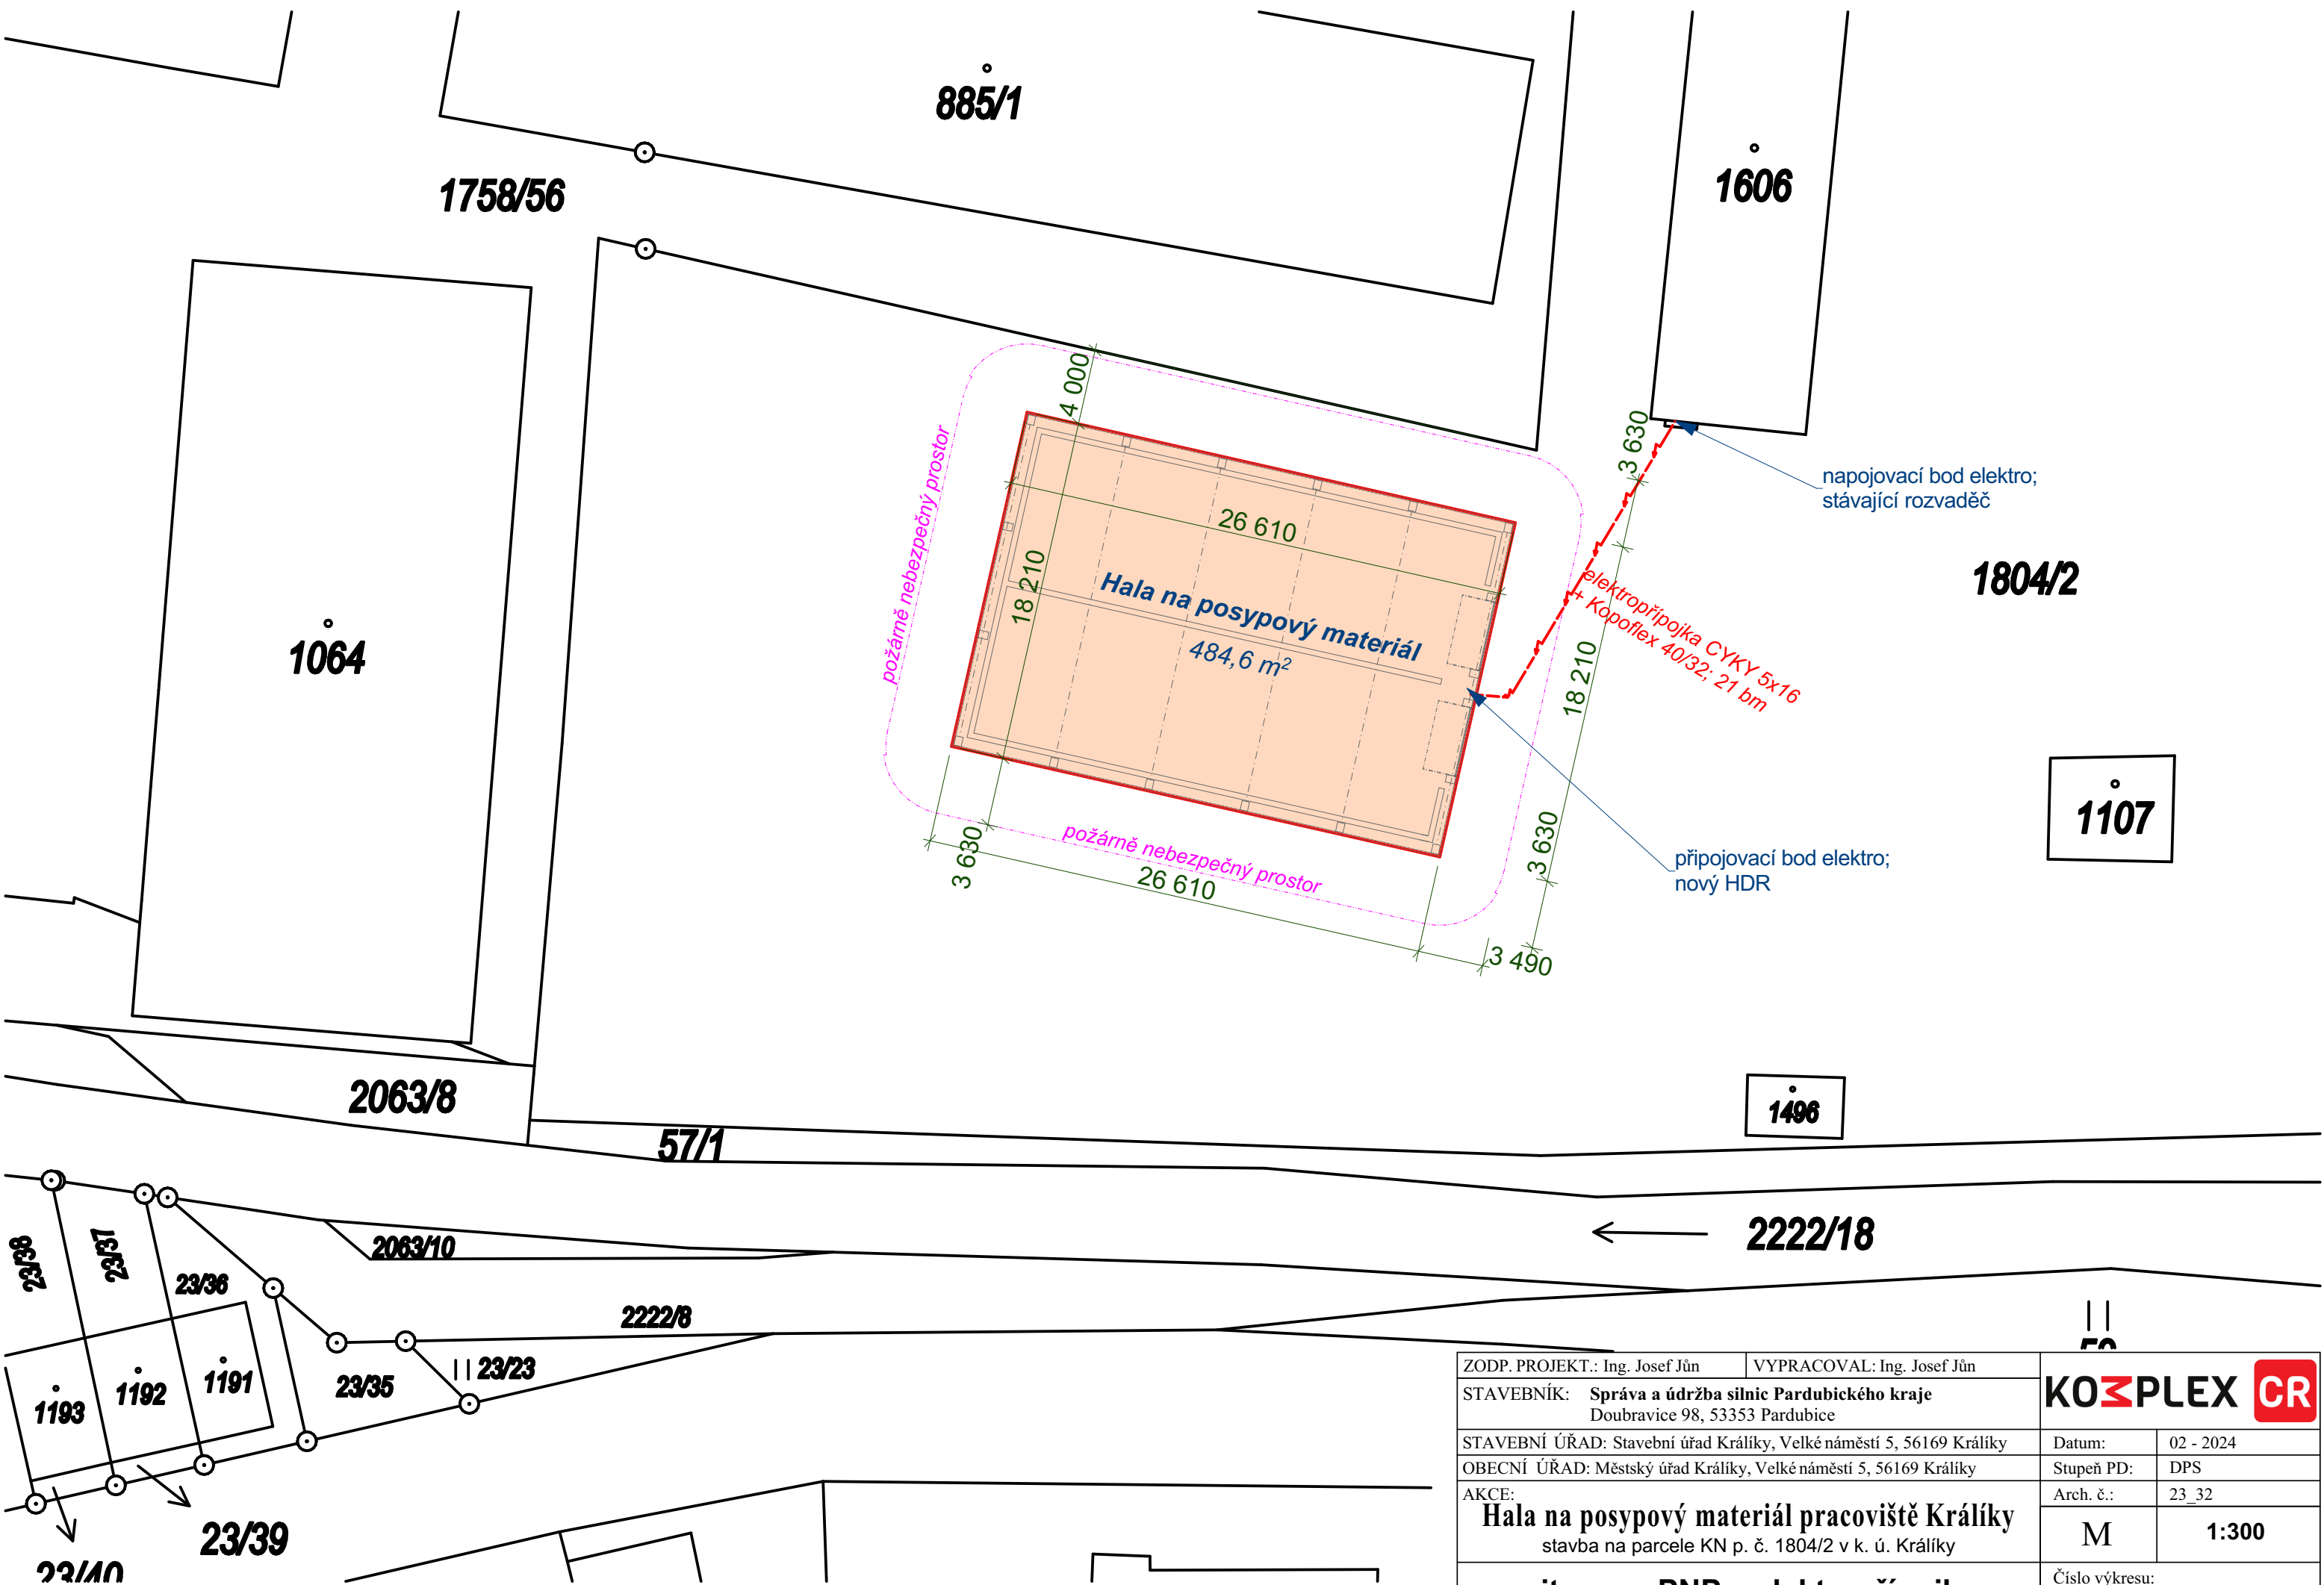 885/1
1758/56
1606
1064
4 000
3 630
požárně nebezpečný prostor
26 610
18 210
Hala na posypový materiál
484,6 m²
napojovací bod elektro;
stávající rozvaděč
1804/2
elektropřípojka CYKY 5x16
+ Kopoflex 40/32; 21 bm
18 210
1107
3 630
požárně nebezpečný prostor
26 610
3 630
3 490
připojovací bod elektro;
nový HDR
2063/8
57/1
1496
2222/18
2063/10
23/38
23/37
23/36
2222/8
23/23
23/35
1191
1192
1193
23/39
23/40
ZODP. PROJEKT.: Ing. Josef Jůn
VYPRACOVAL: Ing. Josef Jůn
KOMPLEX CR
STAVEBNÍK: Správa a údržba silnic Pardubického kraje
Doubravice 98, 53353 Pardubice
STAVEBNÍ ÚŘAD: Stavební úřad Králíky, Velké náměstí 5, 56169 Králíky
Datum: 02 - 2024
OBECNÍ ÚŘAD: Městský úřad Králíky, Velké náměstí 5, 56169 Králíky
Stupeň PD: DPS
AKCE:
Arch. č.: 23_32
Hala na posypový materiál pracoviště Králíky
stavba na parcele KN p. č. 1804/2 v k. ú. Králíky
M 1:300
Číslo výkresu: